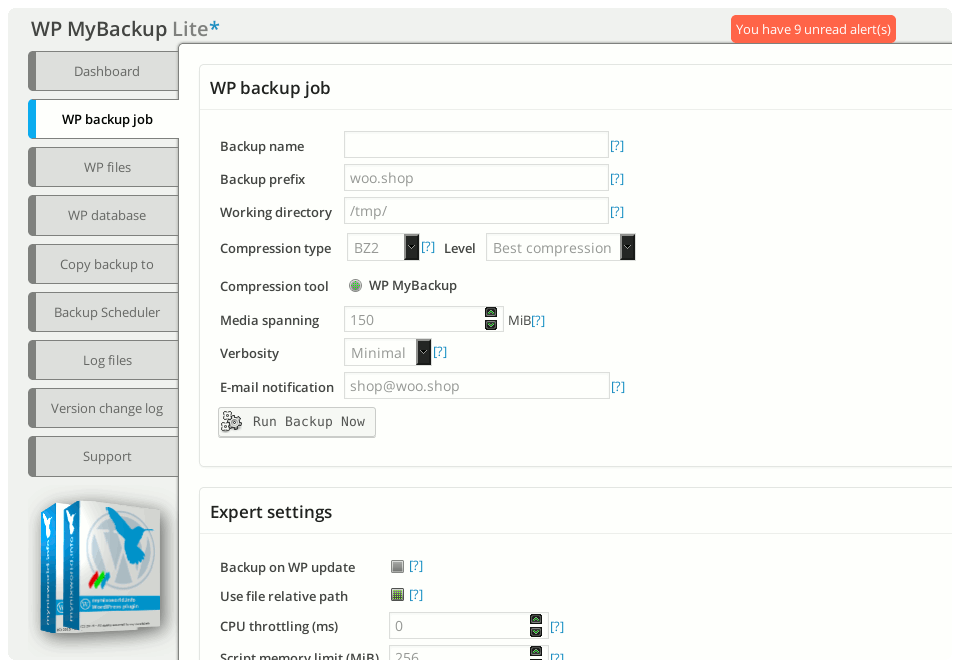 WP MyBackup Lite*
You have 9 unread alert(s)
Dashboard
WP backup job
WP files
WP database
Copy backup to
Backup Scheduler
Log files
Version change log
Support
WP backup job
Backup name [?]
Backup prefix woo.shop [?]
Working directory /tmp/ [?]
Compression type BZ2 [?] Level Best compression
Compression tool WP MyBackup
Media spanning 150 MiB[?]
Verbosity Minimal [?]
E-mail notification shop@woo.shop [?]
Run Backup Now
Expert settings
Backup on WP update [?]
Use file relative path [?]
CPU throttling (ms) 0 [?]
Script memory limit (MiB) 256 [?]
WordPress plugin